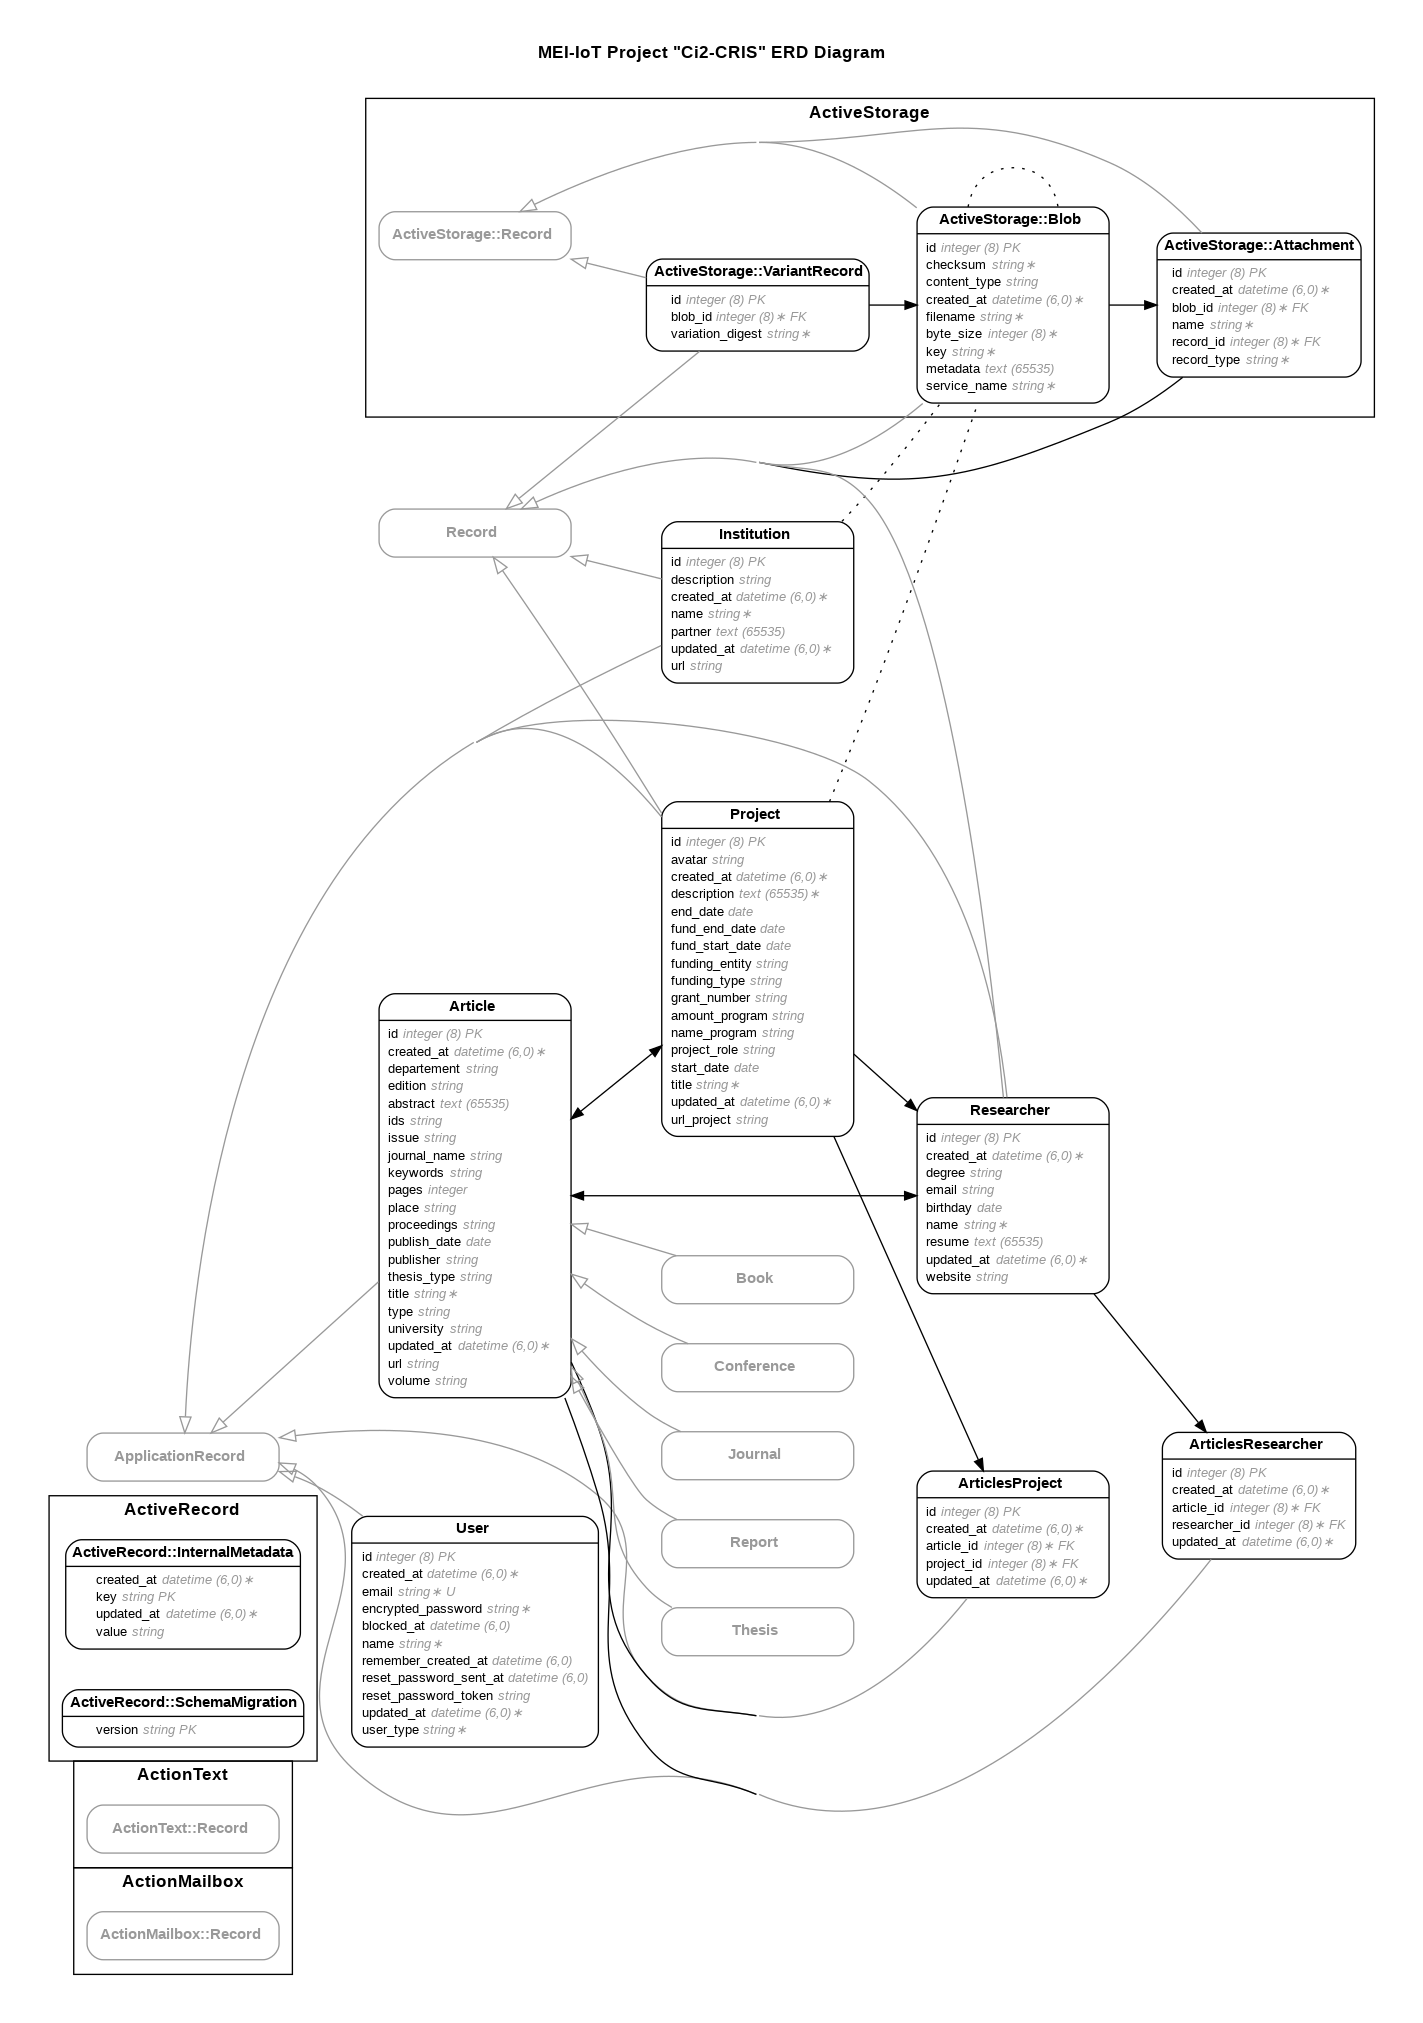 MEI-IoT Project "Ci2-CRIS" ERD Diagram
ActiveStorage
ActiveStorage::Record
ActiveStorage::VariantRecord
id integer (8) PK
blob_id integer (8)∗ FK
variation_digest string∗
ActiveStorage::Blob
id integer (8) PK
checksum string∗
content_type string
created_at datetime (6,0)∗
filename string∗
byte_size integer (8)∗
key string∗
metadata text (65535)
service_name string∗
ActiveStorage::Attachment
id integer (8) PK
created_at datetime (6,0)∗
blob_id integer (8)∗ FK
name string∗
record_id integer (8)∗ FK
record_type string∗
Record
Institution
id integer (8) PK
description string
created_at datetime (6,0)∗
name string∗
partner text (65535)
updated_at datetime (6,0)∗
url string
Project
id integer (8) PK
avatar string
created_at datetime (6,0)∗
description text (65535)∗
end_date date
fund_end_date date
fund_start_date date
funding_entity string
funding_type string
grant_number string
amount_program string
name_program string
project_role string
start_date date
title string∗
updated_at datetime (6,0)∗
url_project string
Article
id integer (8) PK
created_at datetime (6,0)∗
departement string
edition string
abstract text (65535)
ids string
issue string
journal_name string
keywords string
pages integer
place string
proceedings string
publish_date date
publisher string
thesis_type string
title string∗
type string
university string
updated_at datetime (6,0)∗
url string
volume string
Researcher
id integer (8) PK
created_at datetime (6,0)∗
degree string
email string
birthday date
name string∗
resume text (65535)
updated_at datetime (6,0)∗
website string
Book
Conference
Journal
Report
Thesis
ApplicationRecord
ArticlesProject
id integer (8) PK
created_at datetime (6,0)∗
article_id integer (8)∗ FK
project_id integer (8)∗ FK
updated_at datetime (6,0)∗
ArticlesResearcher
id integer (8) PK
created_at datetime (6,0)∗
article_id integer (8)∗ FK
researcher_id integer (8)∗ FK
updated_at datetime (6,0)∗
ActiveRecord
ActiveRecord::InternalMetadata
created_at datetime (6,0)∗
key string PK
updated_at datetime (6,0)∗
value string
ActiveRecord::SchemaMigration
version string PK
User
id integer (8) PK
created_at datetime (6,0)∗
email string∗ U
encrypted_password string∗
blocked_at datetime (6,0)
name string∗
remember_created_at datetime (6,0)
reset_password_sent_at datetime (6,0)
reset_password_token string
updated_at datetime (6,0)∗
user_type string∗
ActionText
ActionText::Record
ActionMailbox
ActionMailbox::Record